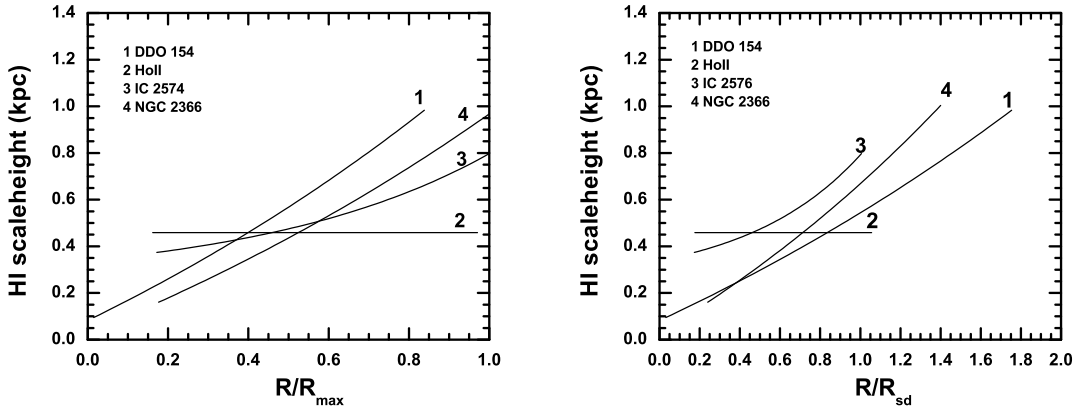 HI scaleheight (kpc)
1.4
1.2
1.0
0.8
0.6
0.4
0.2
0.0
1 DDO 154
2 HoII
3 IC 2574
4 NGC 2366
1
4
3
2
0.0 0.2 0.4 0.6 0.8 1.0
R/Rmax
HI scaleheight (kpc)
1.4
1.2
1.0
0.8
0.6
0.4
0.2
0.0
1 DDO 154
2 HoII
3 IC 2576
4 NGC 2366
4
1
3
2
0.0 0.2 0.4 0.6 0.8 1.0 1.2 1.4 1.6 1.8 2.0
R/Rsd